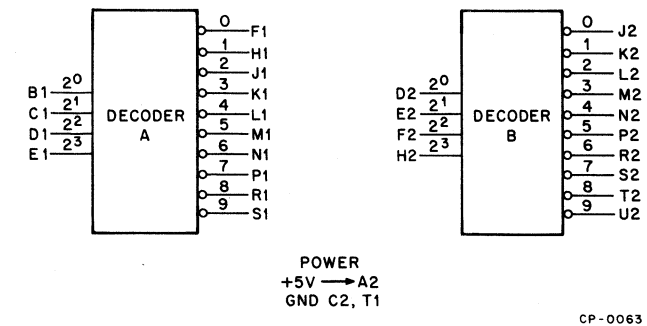 0 F1
1 H1
2 J1
B1 2⁰ 3 K1
C1 2¹ DECODER 4 L1
D1 2² A 5 M1
E1 2³ 6 N1
7 P1
8 R1
9 S1
0 J2
1 K2
2 L2
D2 2⁰ 3 M2
E2 2¹ DECODER 4 N2
F2 2² B 5 P2
H2 2³ 6 R2
7 S2
8 T2
9 U2
POWER
+5V → A2
GND C2, T1
CP-0063